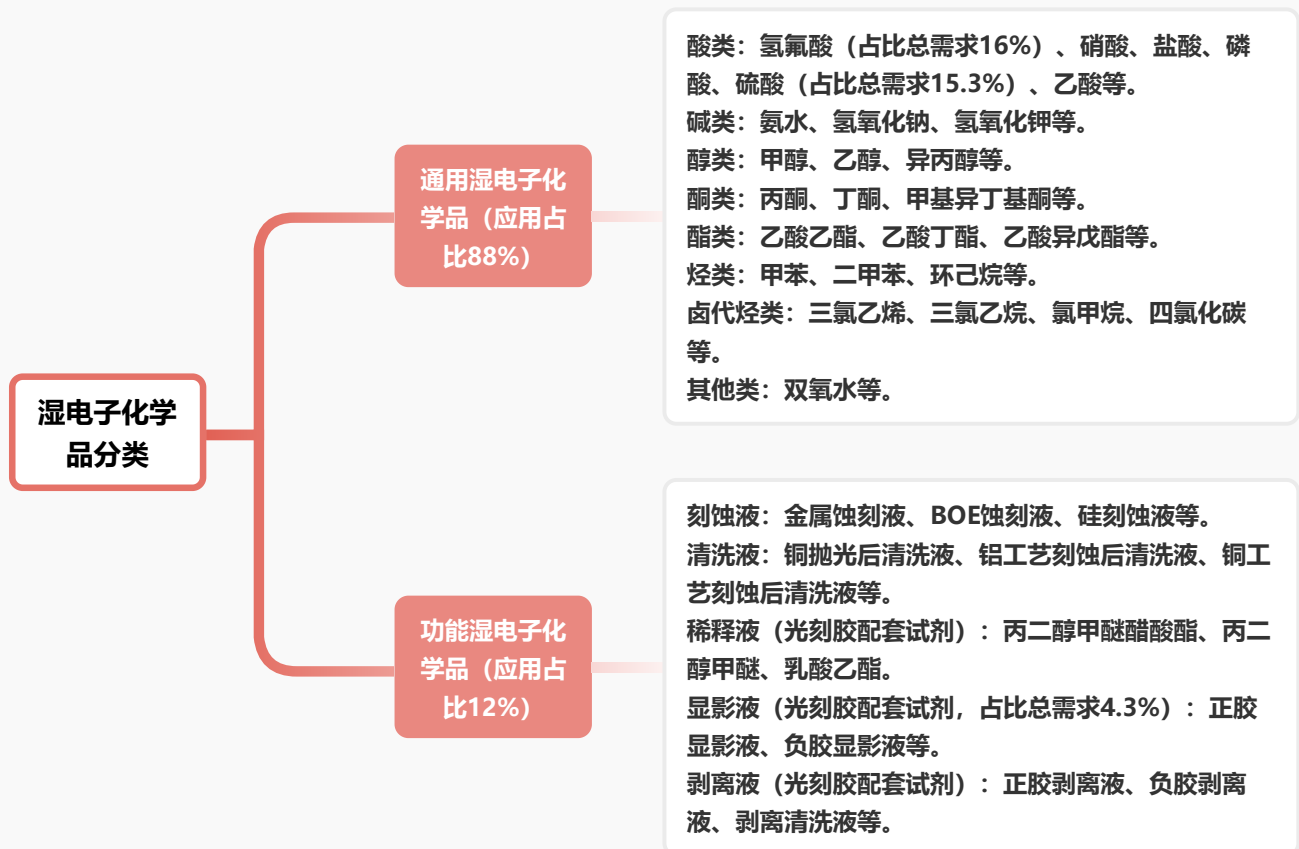 湿电子化学
品分类
通用湿电子化
学品（应用占
比88%）
酸类：氢氟酸（占比总需求16%）、硝酸、盐酸、磷
酸、硫酸（占比总需求15.3%）、乙酸等。
碱类：氨水、氢氧化钠、氢氧化钾等。
醇类：甲醇、乙醇、异丙醇等。
酮类：丙酮、丁酮、甲基异丁基酮等。
酯类：乙酸乙酯、乙酸丁酯、乙酸异戊酯等。
烃类：甲苯、二甲苯、环己烷等。
卤代烃类：三氯乙烯、三氯乙烷、氯甲烷、四氯化碳
等。
其他类：双氧水等。
功能湿电子化
学品（应用占
比12%）
刻蚀液：金属蚀刻液、BOE蚀刻液、硅刻蚀液等。
清洗液：铜抛光后清洗液、铝工艺刻蚀后清洗液、铜工
艺刻蚀后清洗液等。
稀释液（光刻胶配套试剂）：丙二醇甲醚醋酸酯、丙二
醇甲醚、乳酸乙酯。
显影液（光刻胶配套试剂，占比总需求4.3%）：正胶
显影液、负胶显影液等。
剥离液（光刻胶配套试剂）：正胶剥离液、负胶剥离
液、剥离清洗液等。